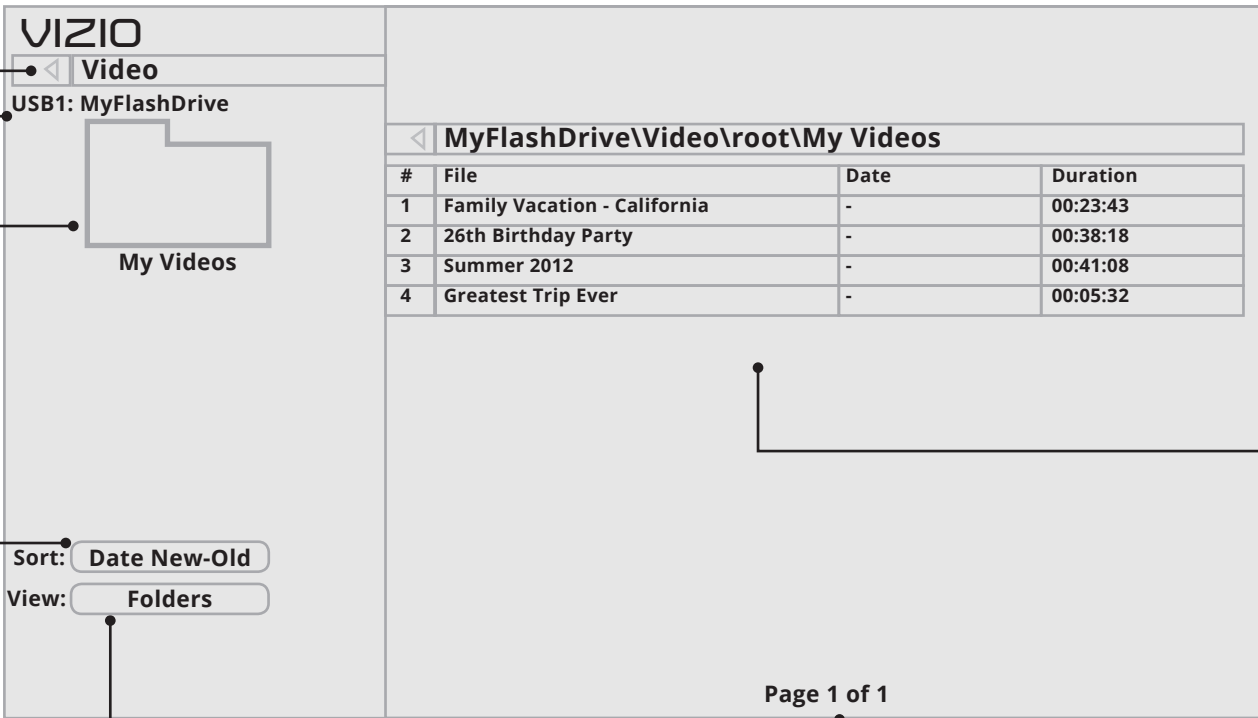 VIZIO
Video
USB1: MyFlashDrive
My Videos
Sort: Date New-Old
View: Folders
MyFlashDrive\Video\root\My Videos
# File Date Duration
1 Family Vacation - California - 00:23:43
2 26th Birthday Party - 00:38:18
3 Summer 2012 - 00:41:08
4 Greatest Trip Ever - 00:05:32
Page 1 of 1